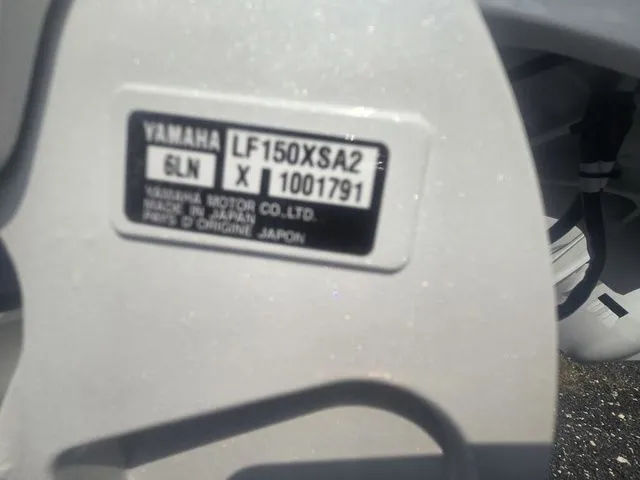 YAMAHA LF150XSA2
6LN X 1001791
YAMAHA MOTOR CO.,LTD.
MADE IN JAPAN
PAYS D'ORIGINE JAPON